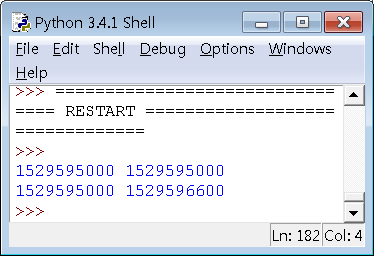 Python 3.4.1 Shell
File Edit Shell Debug Options Windows
Help
>>> ============================
==== RESTART ===================
=============
>>>
1529595000 1529595000
1529595000 1529596600
>>>
Ln: 182 Col: 4